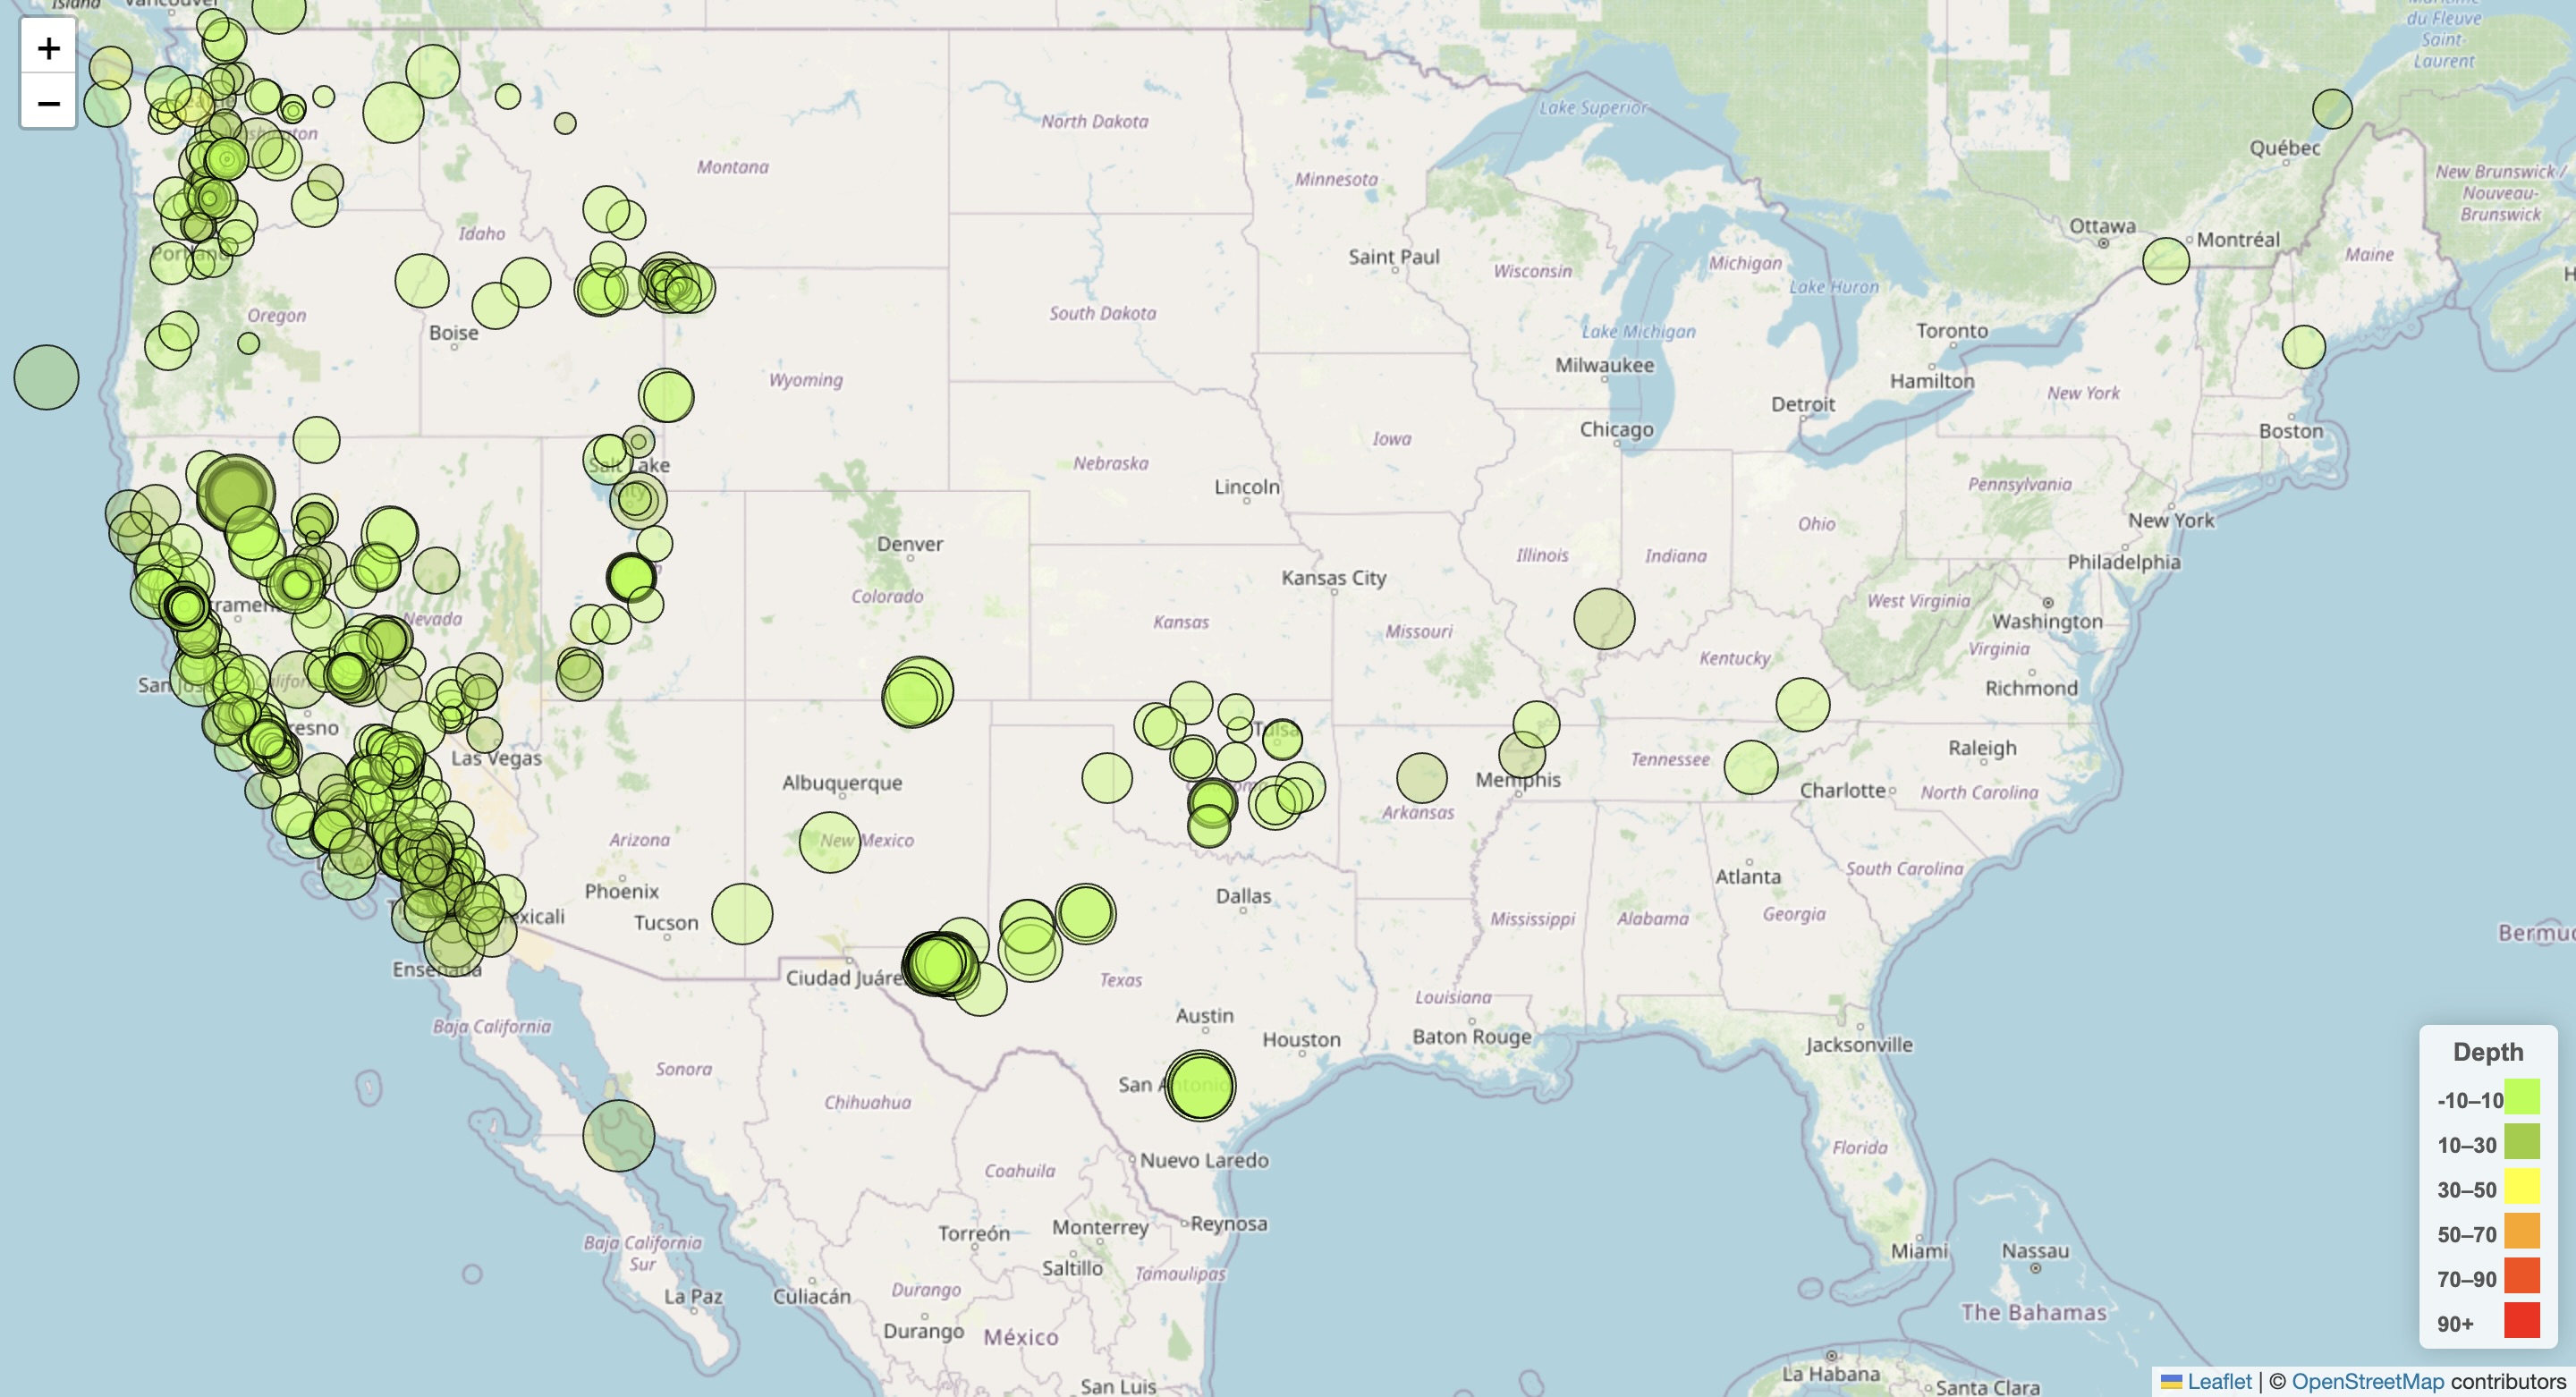 Island
Vancouver
+
−
Seattle
Washington
Montana
North Dakota
Minnesota
Lake Superior
Maritime
du Fleuve
Saint-
Laurent
Québec
New Brunswick /
Nouveau-
Brunswick
Ottawa
Montréal
Maine
Portland
Idaho
Saint Paul
Wisconsin
Michigan
Lake Huron
Oregon
Boise
South Dakota
Lake Michigan
Toronto
Milwaukee
Hamilton
Wyoming
New York
Detroit
Chicago
Boston
Iowa
Salt Lake
City
Nebraska
Lincoln
Pennsylvania
New York
Ohio
Denver
Illinois
Indiana
Philadelphia
Kansas City
Colorado
Sacramento
Nevada
West Virginia
Washington
Kansas
Missouri
Virginia
Kentucky
San Jose
California
Richmond
Fresno
Tulsa
Las Vegas
Raleigh
Tennessee
Albuquerque
Memphis
Oklahoma
Charlotte
North Carolina
Arkansas
Arizona
New Mexico
Atlanta
South Carolina
Phoenix
Dallas
Mexicali
Tucson
Mississippi
Alabama
Georgia
Ensenada
Ciudad Juáre
Texas
Louisiana
Baja California
Austin
Houston
Baton Rouge
Jacksonville
Sonora
San Antonio
Chihuahua
Florida
Coahuila
Nuevo Laredo
Baja California
Sur
Torreón
Monterrey
Reynosa
Saltillo
Tamaulipas
Miami
Nassau
La Paz
Culiacán
Durango
Durango
México
The Bahamas
La Habana
Santa Clara
San Luis
Bermu
Depth
-10–10
10–30
30–50
50–70
70–90
90+
Leaflet | © OpenStreetMap contributors